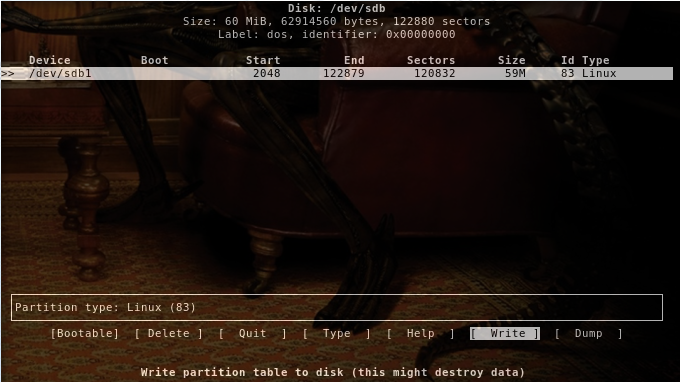 Disk: /dev/sdb
Size: 60 MiB, 62914560 bytes, 122880 sectors
Label: dos, identifier: 0x00000000
Device Boot Start End Sectors Size Id Type
>> /dev/sdb1 2048 122879 120832 59M 83 Linux
Partition type: Linux (83)
[Bootable] [ Delete ] [ Quit ] [ Type ] [ Help ] [ Write ] [ Dump ]
Write partition table to disk (this might destroy data)